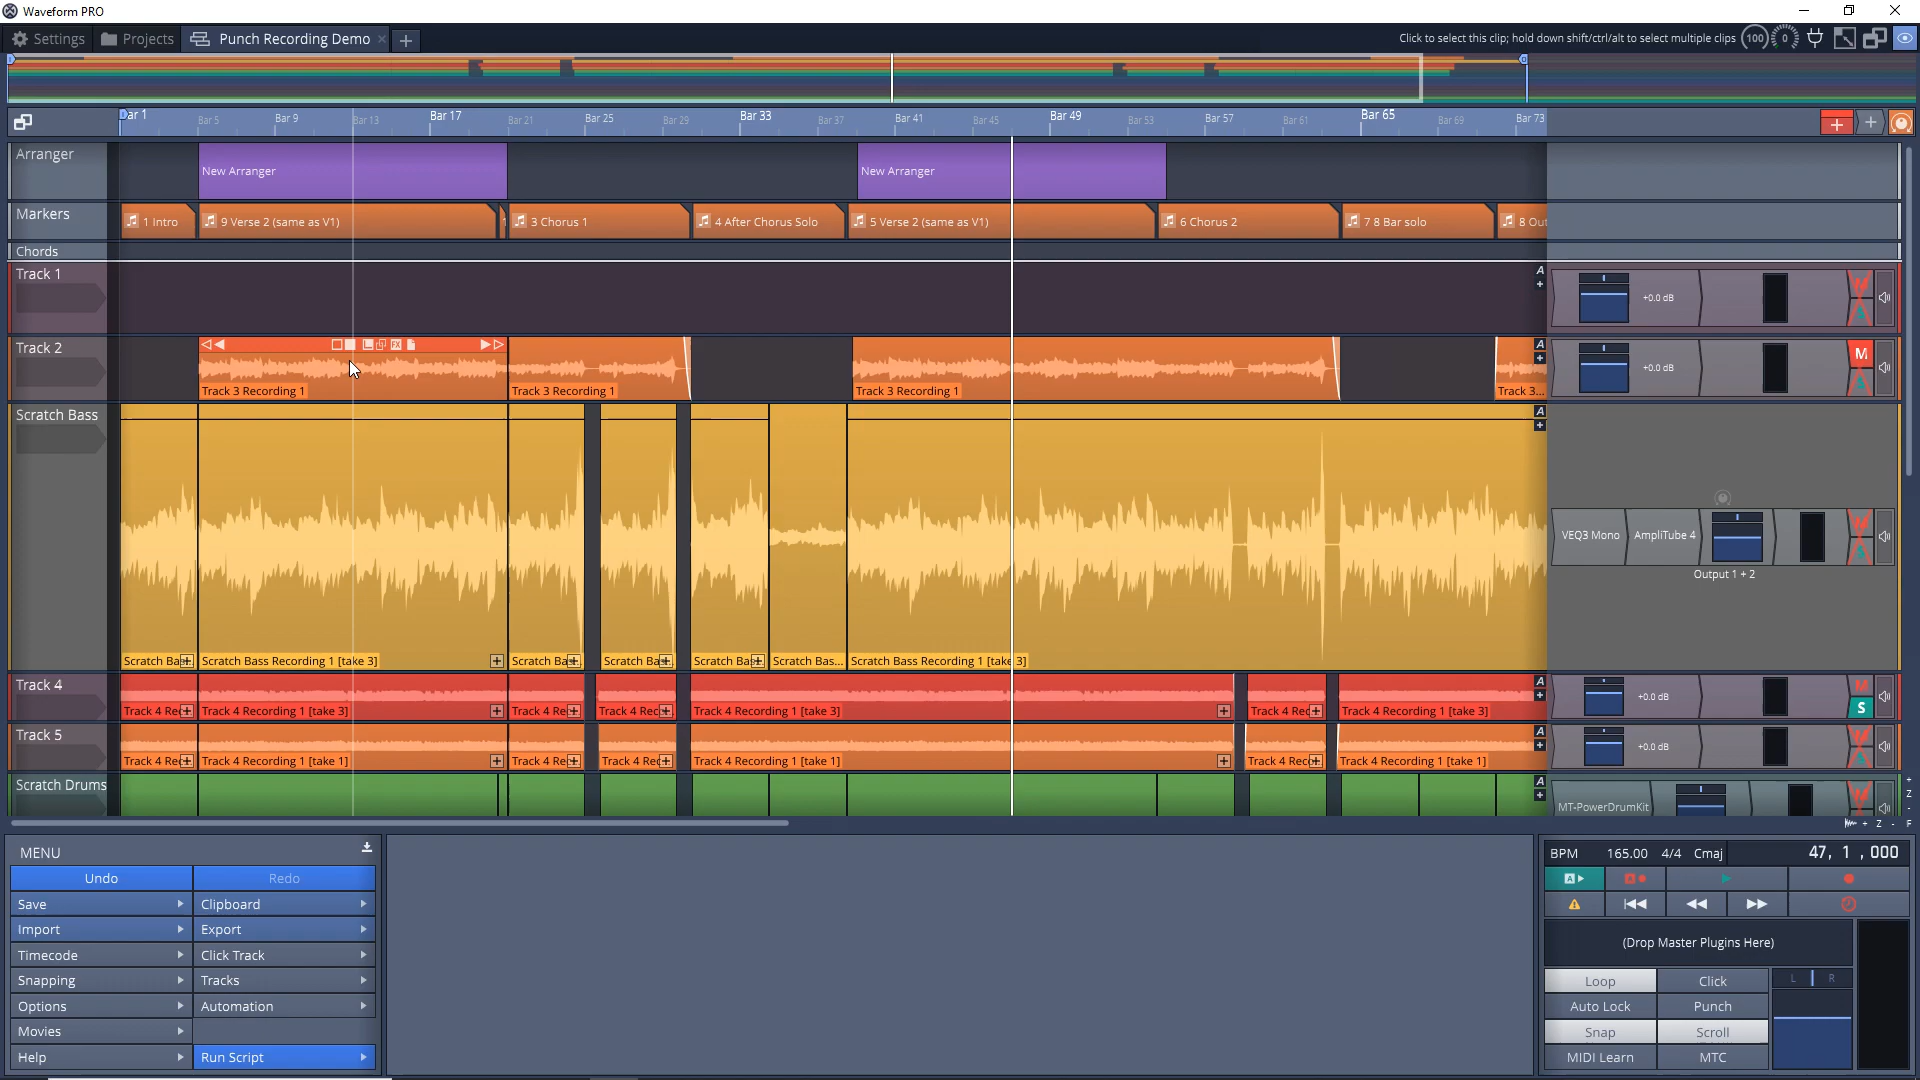 Waveform PRO
Settings
Projects
Punch Recording Demo
Click to select this clip; hold down shift/ctrl/alt to select multiple clips
100
0
Bar 5
Bar 9
Bar 13
Bar 17
Bar 21
Bar 25
Bar 29
Bar 33
Bar 37
Bar 41
Bar 45
Bar 49
Bar 53
Bar 57
Bar 61
Bar 65
Bar 69
Bar 73
Arranger
New Arranger
New Arranger
Markers
1 Intro
9 Verse 2 (same as V1)
3 Chorus 1
4 After Chorus Solo
5 Verse 2 (same as V1)
6 Chorus 2
7 8 Bar solo
8 Out
Chords
Track 1
A
+0.0 dB
Track 2
FX
Track 3 Recording 1
Track 3 Recording 1
Track 3 Recording 1
Track 3...
A
+0.0 dB
M
Scratch Bass
A
Scratch Ba
Scratch Bass Recording 1 [take 3]
Scratch Ba
Scratch Ba
Scratch Ba
Scratch Bas...
Scratch Bass Recording 1 [take 3]
VEQ3 Mono
AmpliTube 4
Output 1 + 2
Track 4
A
Track 4 Rec
Track 4 Recording 1 [take 3]
Track 4 Rec
Track 4 Rec
Track 4 Recording 1 [take 3]
Track 4 Rec
Track 4 Recording 1 [take 3]
+0.0 dB
M
S
Track 5
A
Track 4 Rec
Track 4 Recording 1 [take 1]
Track 4 Rec
Track 4 Rec
Track 4 Recording 1 [take 1]
Track 4 Rec
Track 4 Recording 1 [take 1]
+0.0 dB
Scratch Drums
A
MT-PowerDrumKit
Z
Z
F
MENU
Undo
Redo
Save
Clipboard
Import
Export
Timecode
Click Track
Snapping
Tracks
Options
Automation
Movies
Help
Run Script
BPM 165.00 4/4 Cmaj 47, 1 , 000
A
A
(Drop Master Plugins Here)
Loop
Click
L R
Auto Lock
Punch
Snap
Scroll
MIDI Learn
MTC